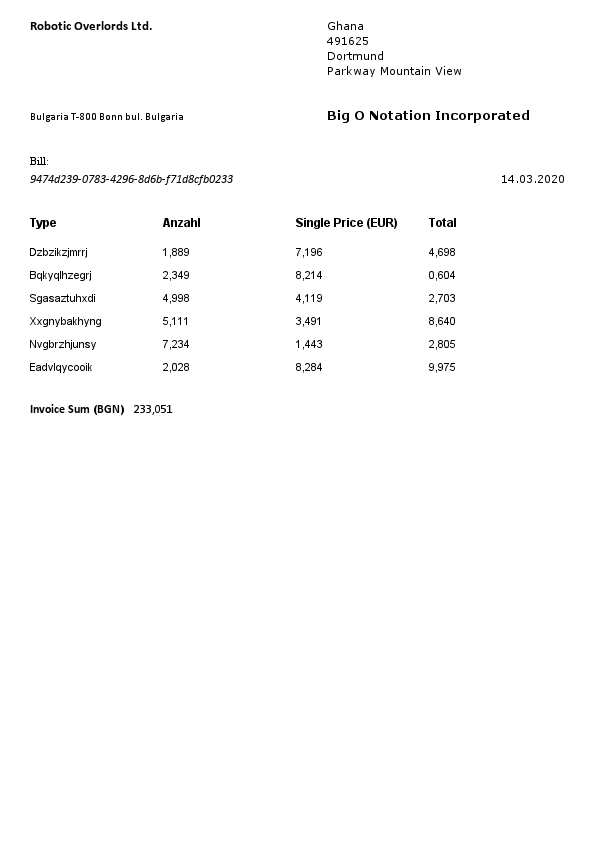 Robotic Overlords Ltd.
Ghana
491625
Dortmund
Parkway Mountain View
Bulgaria T-800 Bonn bul. Bulgaria
Big O Notation Incorporated
Bill:
9474d239-0783-4296-8d6b-f71d8cfb0233
14.03.2020
Type Anzahl Single Price (EUR) Total
Dzbzikzjmrrj 1,889 7,196 4,698
Bqkyqlhzegrj 2,349 8,214 0,604
Sgasaztuhxdi 4,998 4,119 2,703
Xxgnybakhyng 5,111 3,491 8,640
Nvgbrzhjunsy 7,234 1,443 2,805
Eadvlqycooik 2,028 8,284 9,975
Invoice Sum (BGN) 233,051